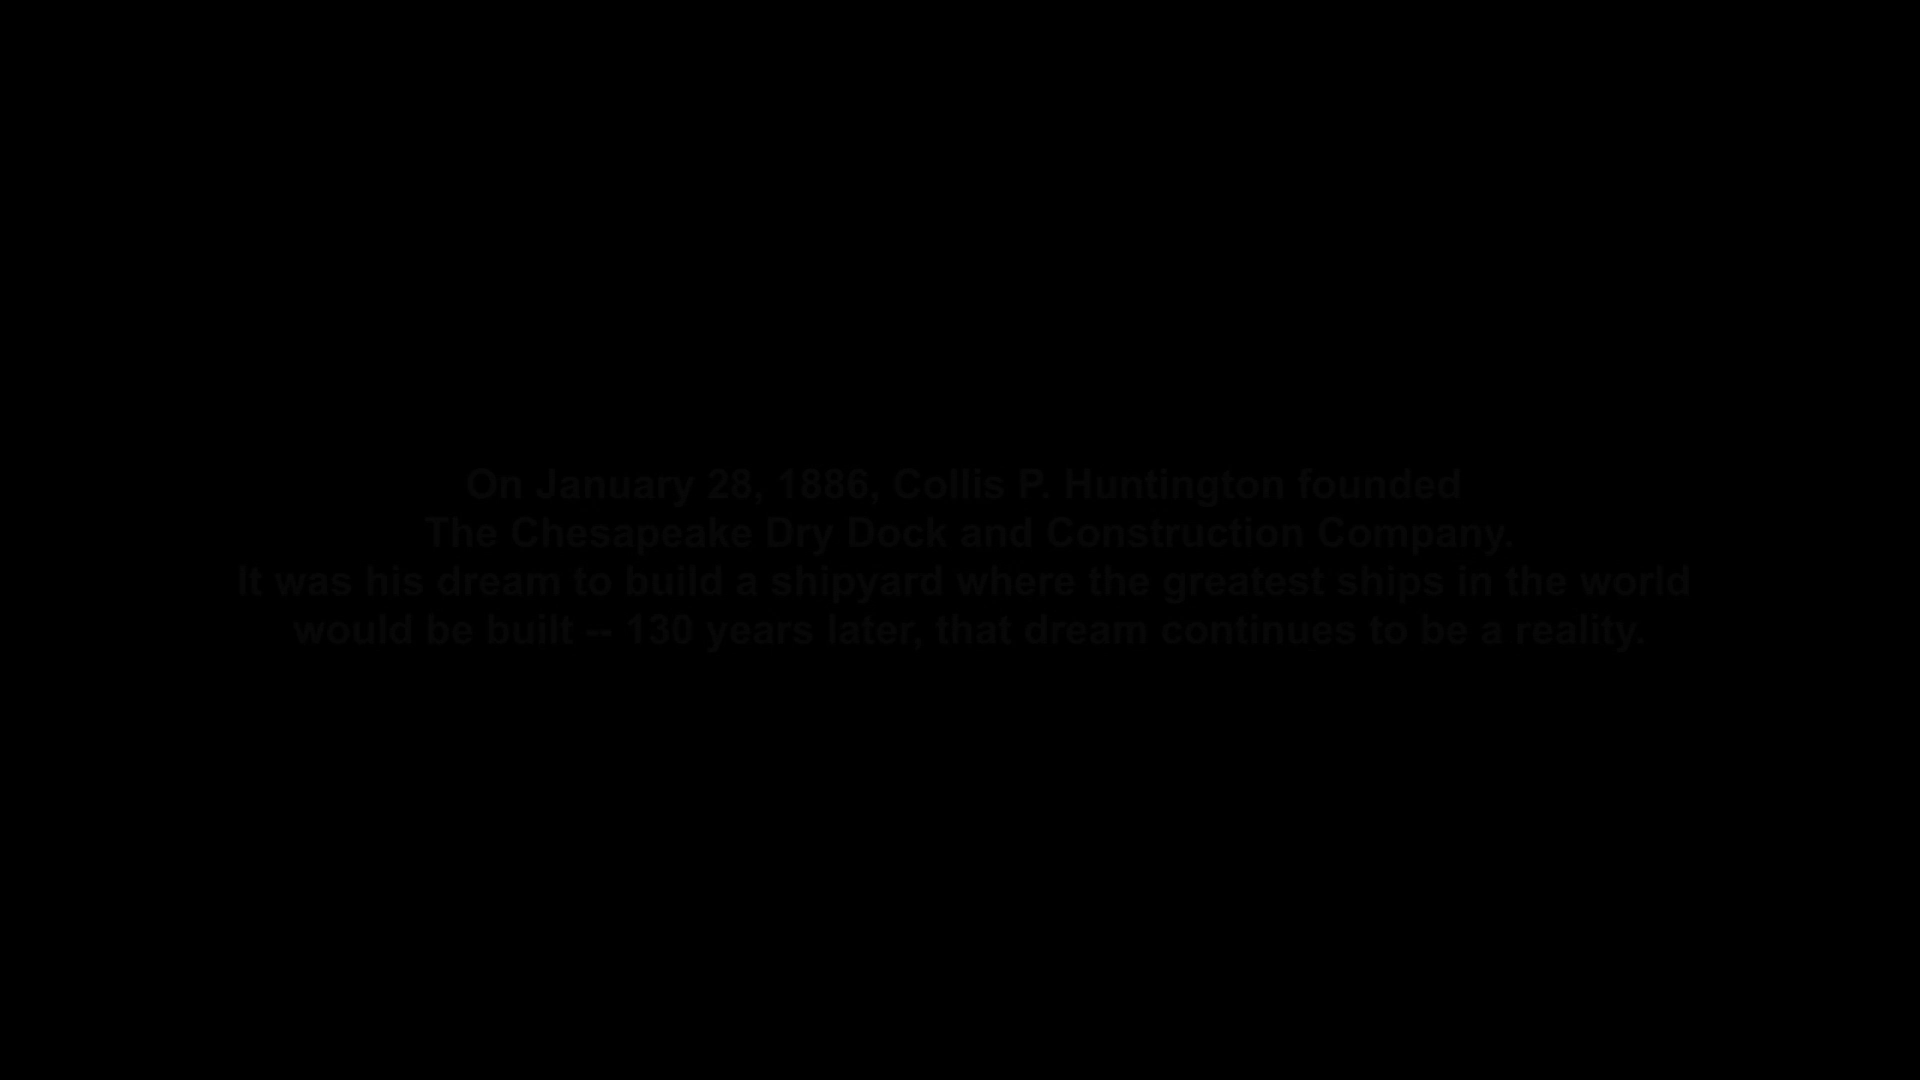 On January 28, 1886, Collis P. Huntington founded
The Chesapeake Dry Dock and Construction Company.
It was his dream to build a shipyard where the greatest ships in the world
would be built -- 130 years later, that dream continues to be a reality.